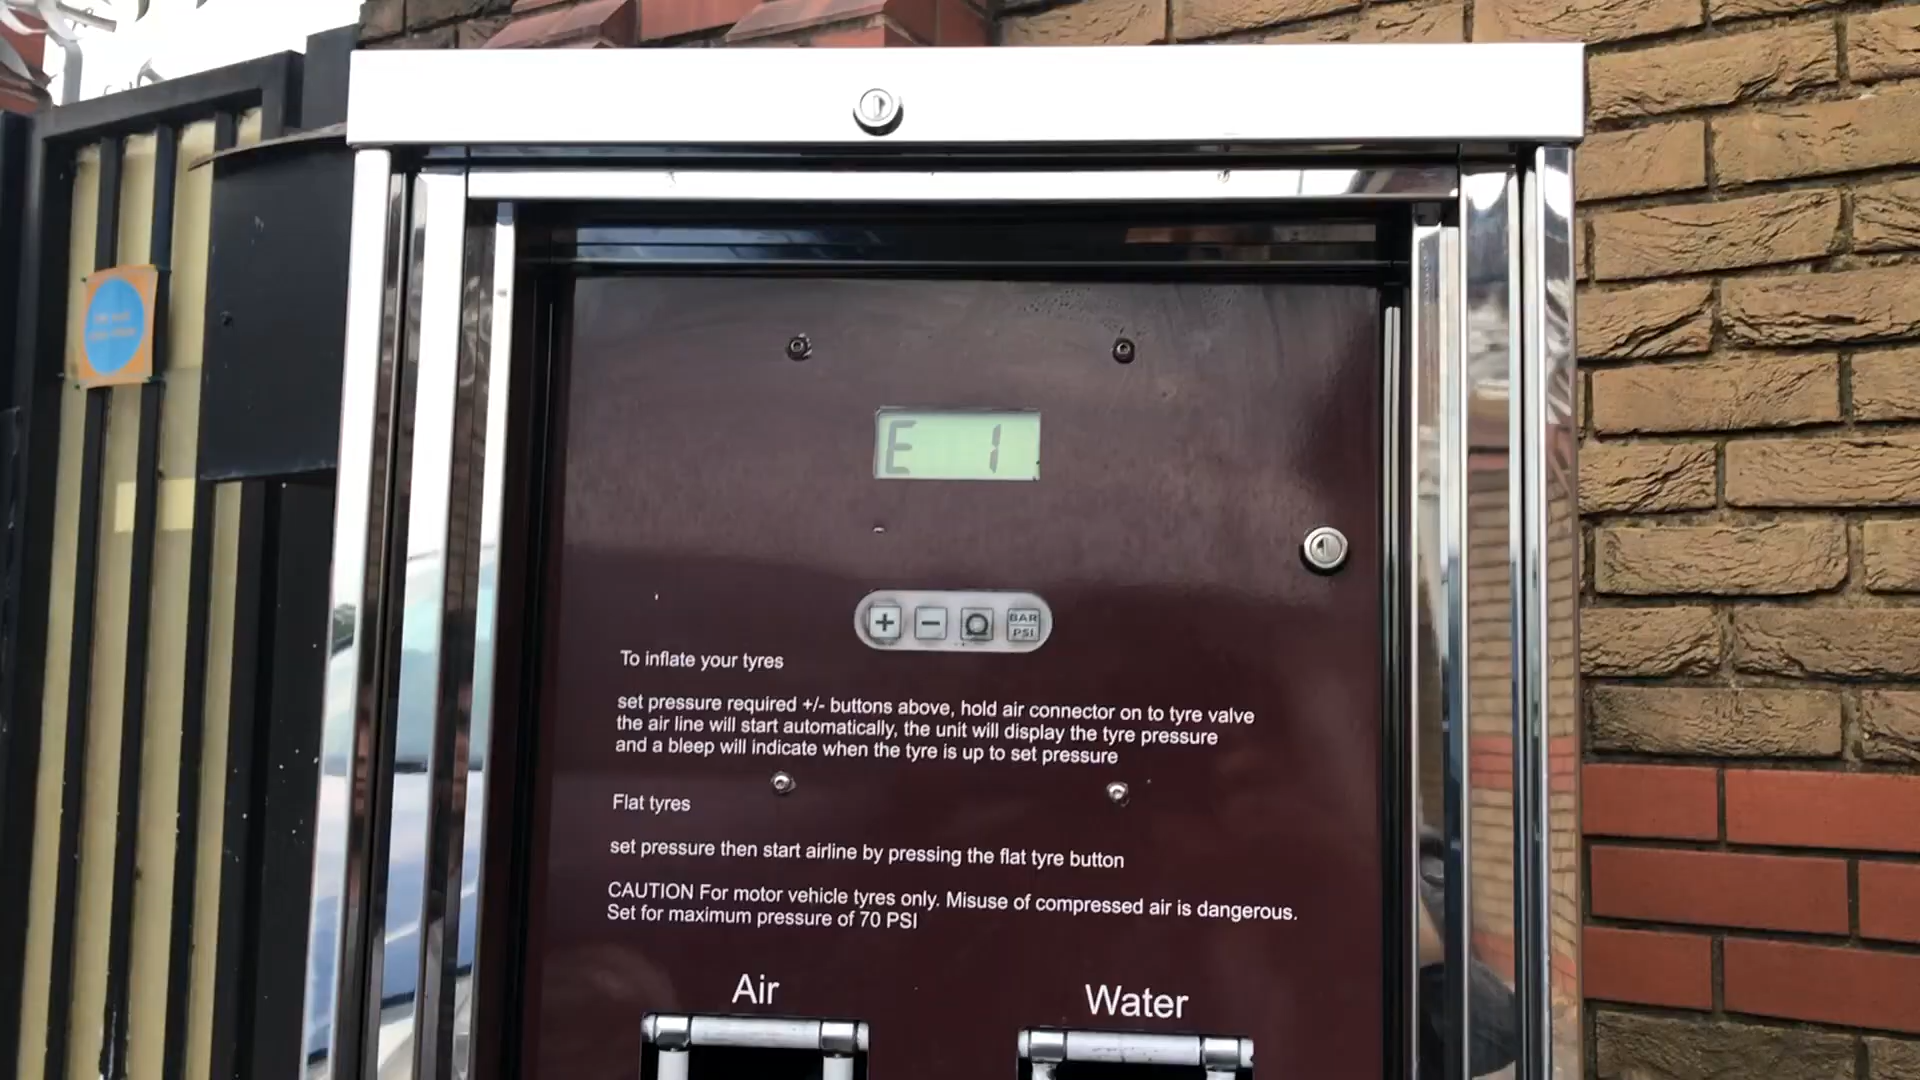 E 1
+ - BAR PSI
To inflate your tyres
set pressure required +/- buttons above, hold air connector on to tyre valve
the air line will start automatically, the unit will display the tyre pressure
and a bleep will indicate when the tyre is up to set pressure
Flat tyres
set pressure then start airline by pressing the flat tyre button
CAUTION For motor vehicle tyres only. Misuse of compressed air is dangerous.
Set for maximum pressure of 70 PSI
Air
Water